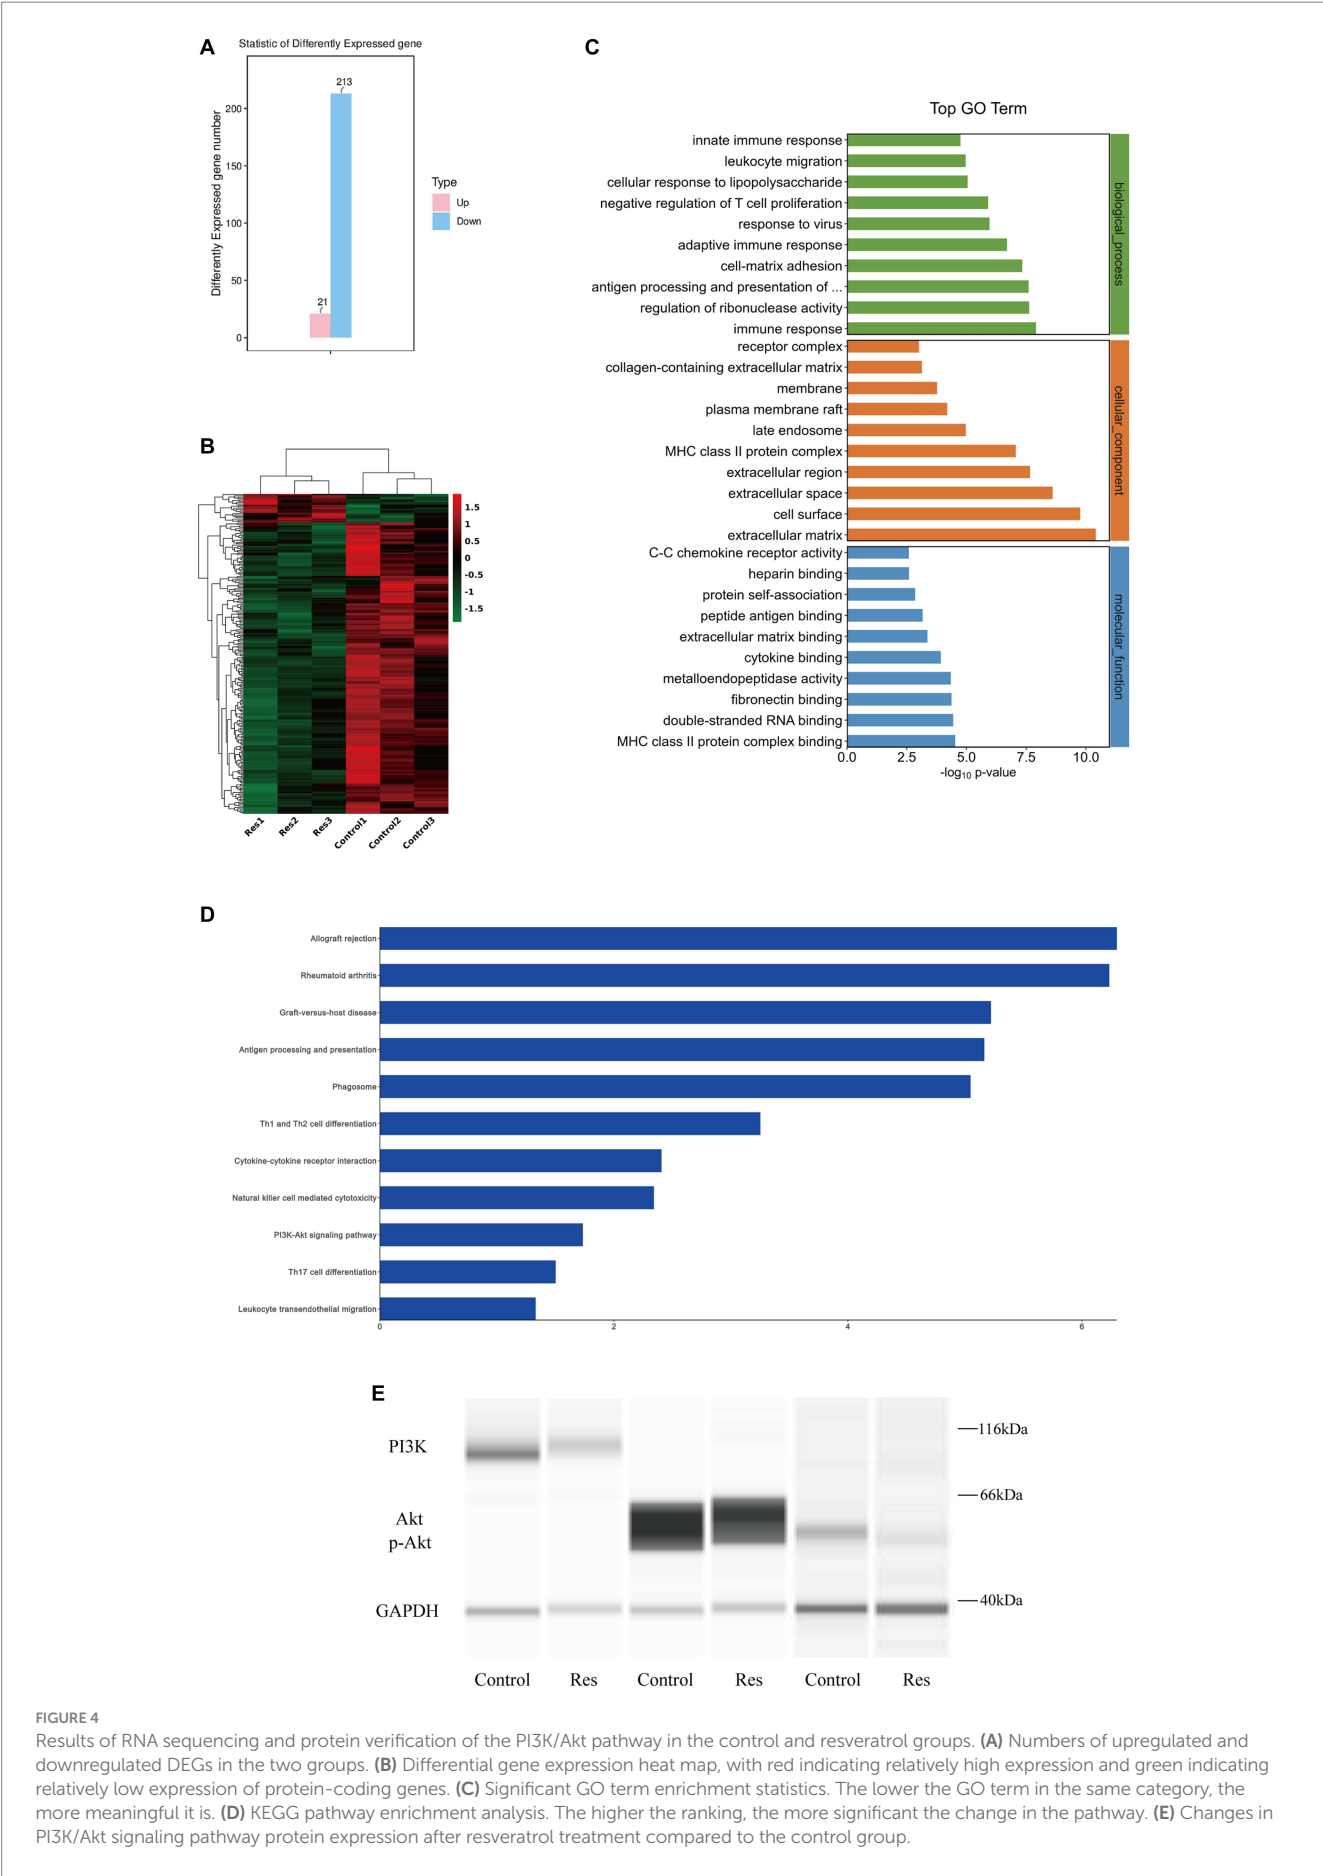 A
Statistic of Differently Expressed gene
213
200
150
100
50
0
21
Differently Expressed gene number
Type
Up
Down
B
1.5
1
0.5
0
-0.5
-1
-1.5
Res1
Res2
Res3
Control1
Control2
Control3
C
Top GO Term
innate immune response
leukocyte migration
cellular response to lipopolysaccharide
negative regulation of T cell proliferation
response to virus
adaptive immune response
cell-matrix adhesion
antigen processing and presentation of ...
regulation of ribonuclease activity
immune response
biological_process
receptor complex
collagen-containing extracellular matrix
membrane
plasma membrane raft
late endosome
MHC class II protein complex
extracellular region
extracellular space
cell surface
extracellular matrix
cellular_component
C-C chemokine receptor activity
heparin binding
protein self-association
peptide antigen binding
extracellular matrix binding
cytokine binding
metalloendopeptidase activity
fibronectin binding
double-stranded RNA binding
MHC class II protein complex binding
molecular_function
0.0 2.5 5.0 7.5 10.0
-log10 p-value
D
Allograft rejection
Rheumatoid arthritis
Graft-versus-host disease
Antigen processing and presentation
Phagosome
Th1 and Th2 cell differentiation
Cytokine-cytokine receptor interaction
Natural killer cell mediated cytotoxicity
PI3K-Akt signaling pathway
Th17 cell differentiation
Leukocyte transendothelial migration
0 2 4 6
E
PI3K
Akt
p-Akt
GAPDH
116kDa
66kDa
40kDa
Control Res Control Res Control Res
FIGURE 4
Results of RNA sequencing and protein verification of the PI3K/Akt pathway in the control and resveratrol groups. (A) Numbers of upregulated and
downregulated DEGs in the two groups. (B) Differential gene expression heat map, with red indicating relatively high expression and green indicating
relatively low expression of protein-coding genes. (C) Significant GO term enrichment statistics. The lower the GO term in the same category, the
more meaningful it is. (D) KEGG pathway enrichment analysis. The higher the ranking, the more significant the change in the pathway. (E) Changes in
PI3K/Akt signaling pathway protein expression after resveratrol treatment compared to the control group.